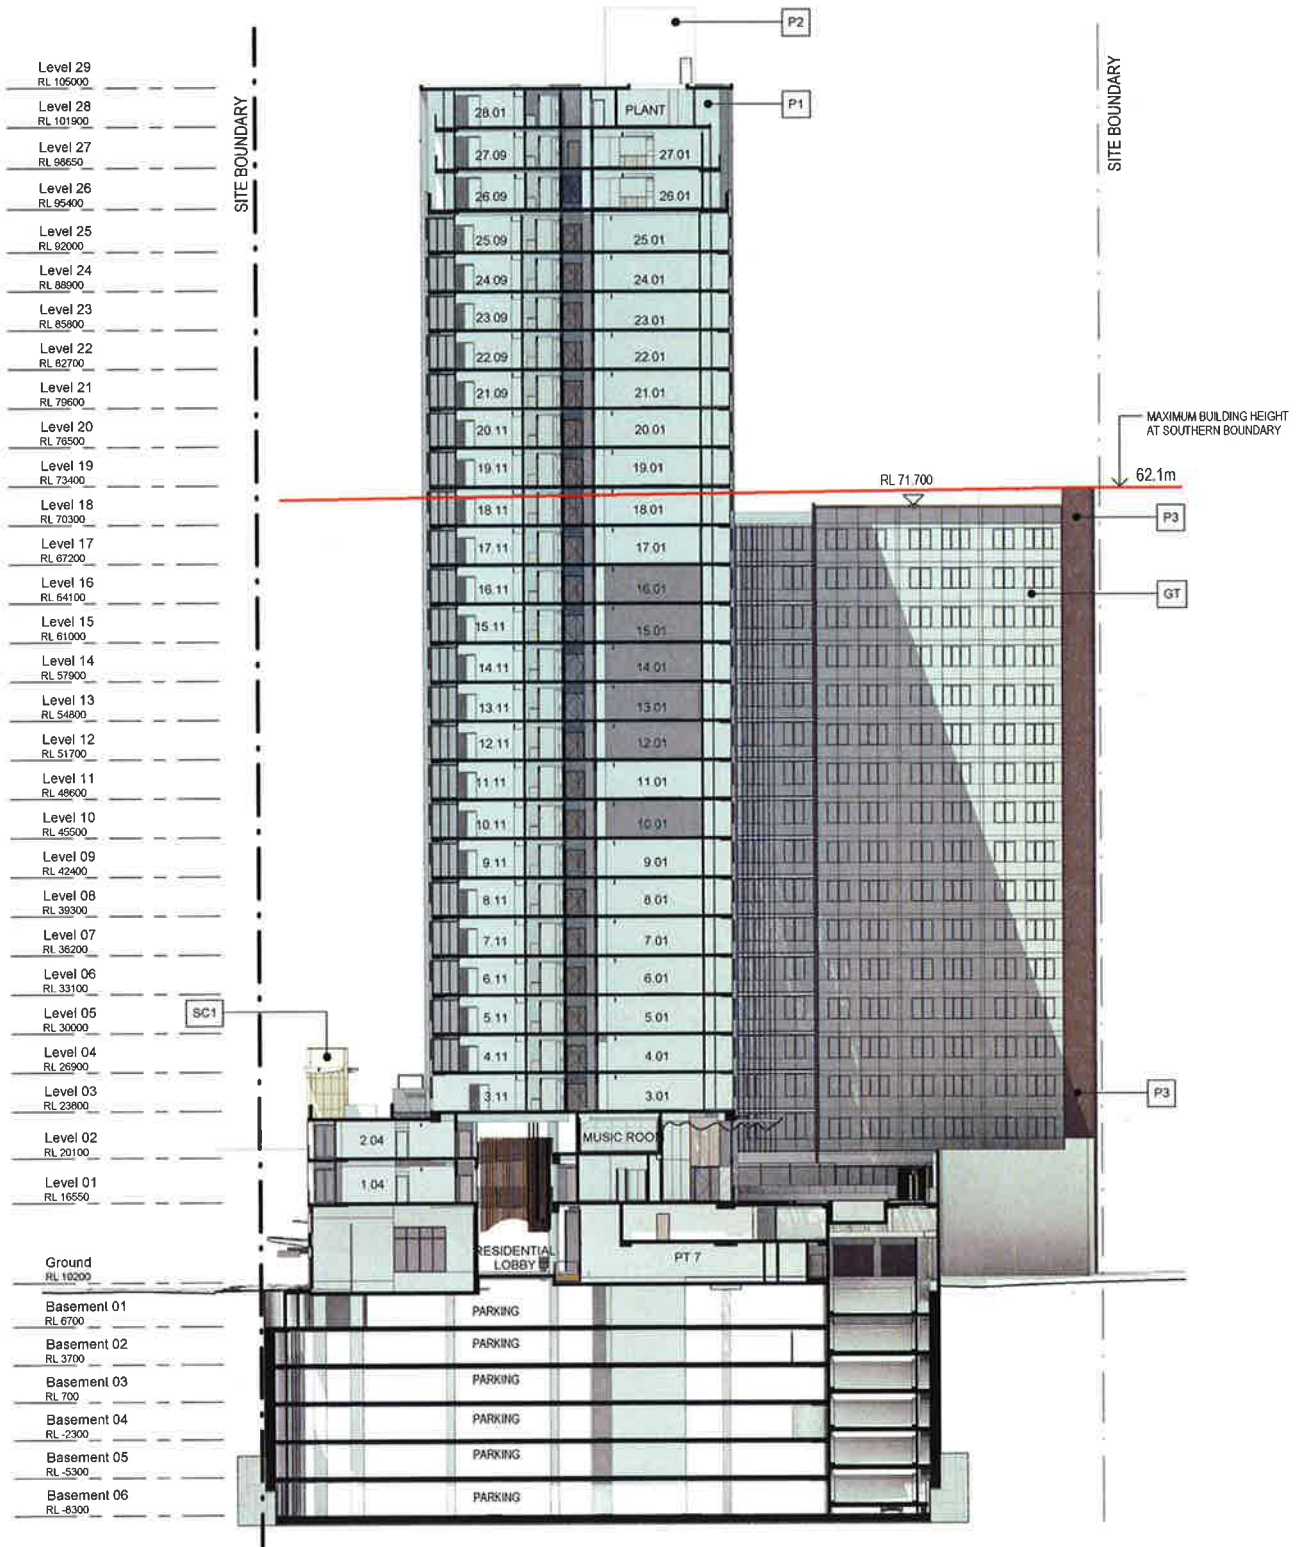 P2
Level 29
RL 105000
Level 28
RL 101900
28.01
PLANT
P1
SITE BOUNDARY
SITE BOUNDARY
Level 27
RL 98650
27.09
27.01
Level 26
RL 95400
26.09
26.01
Level 25
RL 92000
25.09
25.01
Level 24
RL 88900
24.09
24.01
Level 23
RL 85800
23.09
23.01
Level 22
RL 82700
22.09
22.01
Level 21
RL 79600
21.09
21.01
Level 20
RL 76500
20.11
20.01
MAXIMUM BUILDING HEIGHT
AT SOUTHERN BOUNDARY
Level 19
RL 73400
19.11
19.01
RL 71.700
62.1m
Level 18
RL 70300
18.11
18.01
P3
Level 17
RL 67200
17.11
17.01
Level 16
RL 64100
16.11
16.01
GT
Level 15
RL 61000
15.11
15.01
Level 14
RL 57900
14.11
14.01
Level 13
RL 54800
13.11
13.01
Level 12
RL 51700
12.11
12.01
Level 11
RL 48600
11.11
11.01
Level 10
RL 45500
10.11
10.01
Level 09
RL 42400
9.11
9.01
Level 08
RL 39300
8.11
8.01
Level 07
RL 36200
7.11
7.01
Level 06
RL 33100
6.11
6.01
SC1
Level 05
RL 30000
5.11
5.01
Level 04
RL 26900
4.11
4.01
Level 03
RL 23800
3.11
3.01
P3
Level 02
RL 20100
2.04
MUSIC ROOM
Level 01
RL 16550
1.04
Ground
RL 10200
RESIDENTIAL
LOBBY
PT 7
Basement 01
RL 6700
PARKING
Basement 02
RL 3700
PARKING
Basement 03
RL 700
PARKING
Basement 04
RL -2300
PARKING
Basement 05
RL -5300
PARKING
Basement 06
RL -8300
PARKING